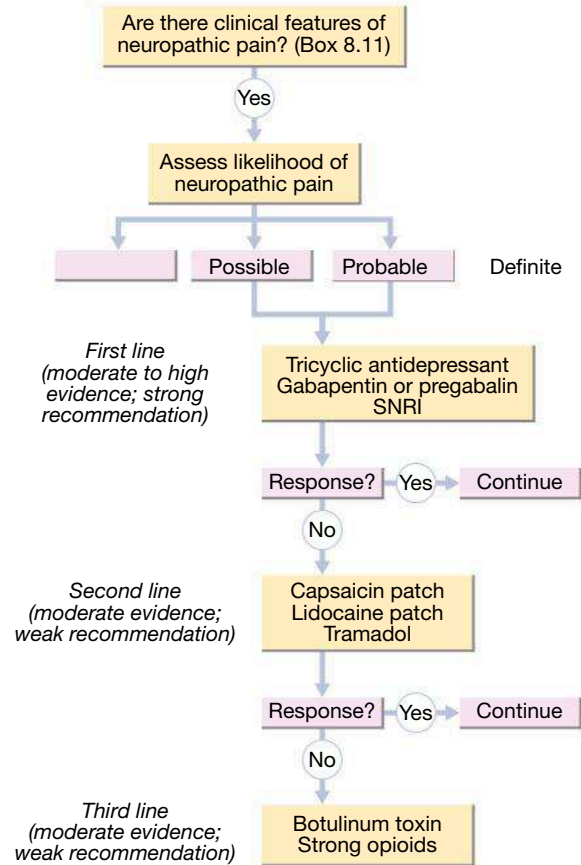 Are there clinical features of
neuropathic pain? (Box 8.11)
Yes
Assess likelihood of
neuropathic pain
Possible
Probable
Definite
First line
(moderate to high
evidence; strong
recommendation)
Tricyclic antidepressant
Gabapentin or pregabalin
SNRI
Response?
Yes
Continue
No
Second line
(moderate evidence;
weak recommendation)
Capsaicin patch
Lidocaine patch
Tramadol
Response?
Yes
Continue
No
Third line
(moderate evidence;
weak recommendation)
Botulinum toxin
Strong opioids